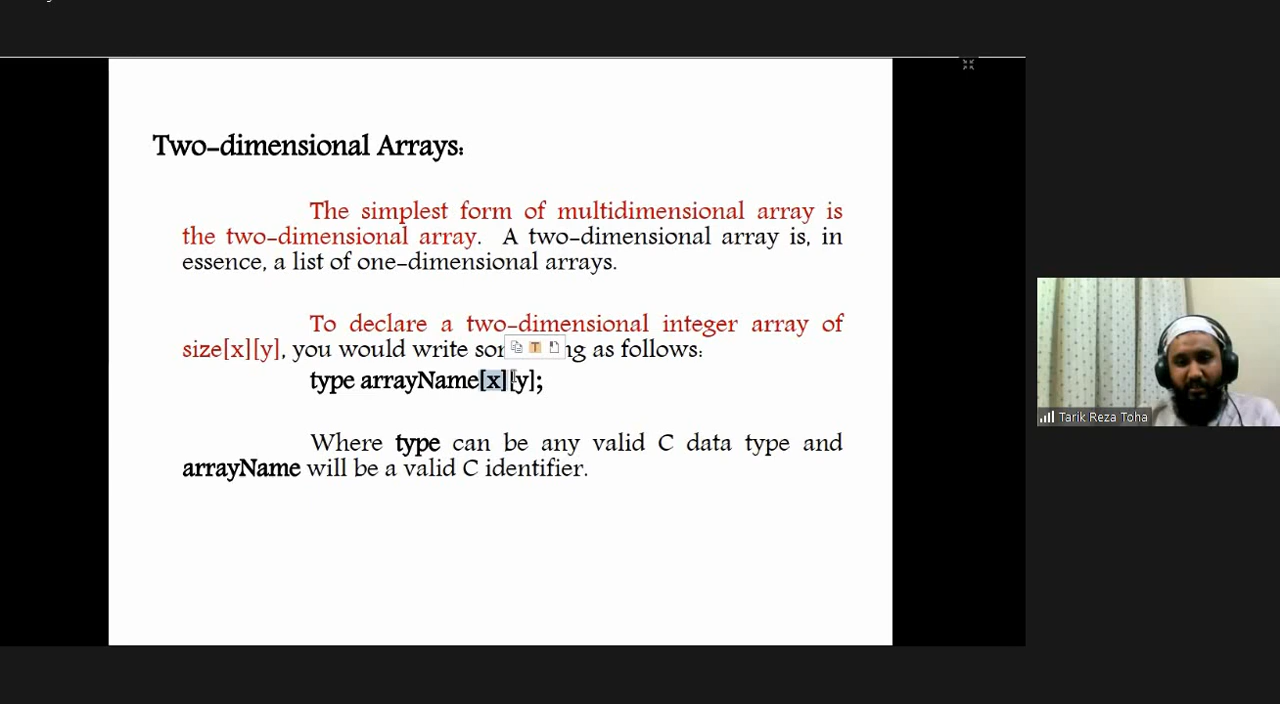 Two-dimensional Arrays:
The simplest form of multidimensional array is
the two-dimensional array. A two-dimensional array is, in
essence, a list of one-dimensional arrays.
To declare a two-dimensional integer array of
size[x][y], you would write as follows:
type arrayName[x][y];
Where type can be any valid C data type and
arrayName will be a valid C identifier.
Tarik Reza Toha